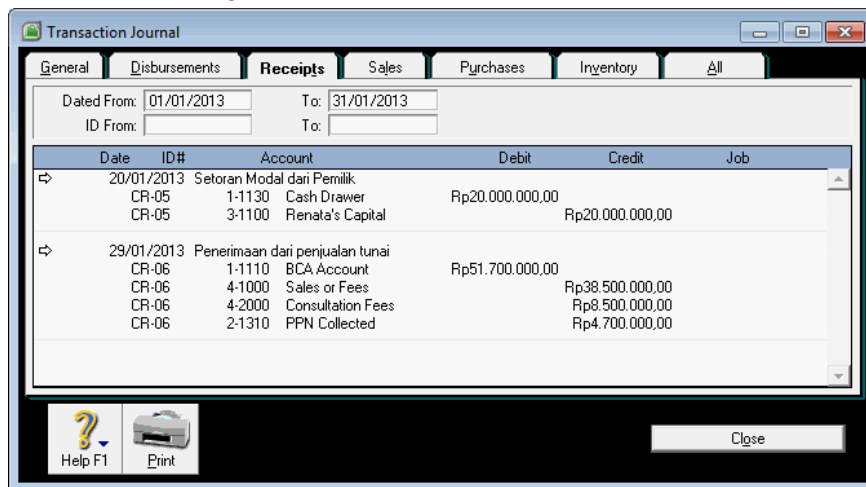 Transaction Journal
General Disbursements Receipts Sales Purchases Inventory All
Dated From: 01/01/2013 To: 31/01/2013
ID From: To:
Date ID# Account Debit Credit Job
20/01/2013 Setoran Modal dari Pemilik
CR-05 1-1130 Cash Drawer Rp20.000.000,00
CR-05 3-1100 Renata's Capital Rp20.000.000,00
29/01/2013 Penerimaan dari penjualan tunai
CR-06 1-1110 BCA Account Rp51.700.000,00
CR-06 4-1000 Sales or Fees Rp38.500.000,00
CR-06 4-2000 Consultation Fees Rp8.500.000,00
CR-06 2-1310 PPN Collected Rp4.700.000,00
Help F1 Print Close